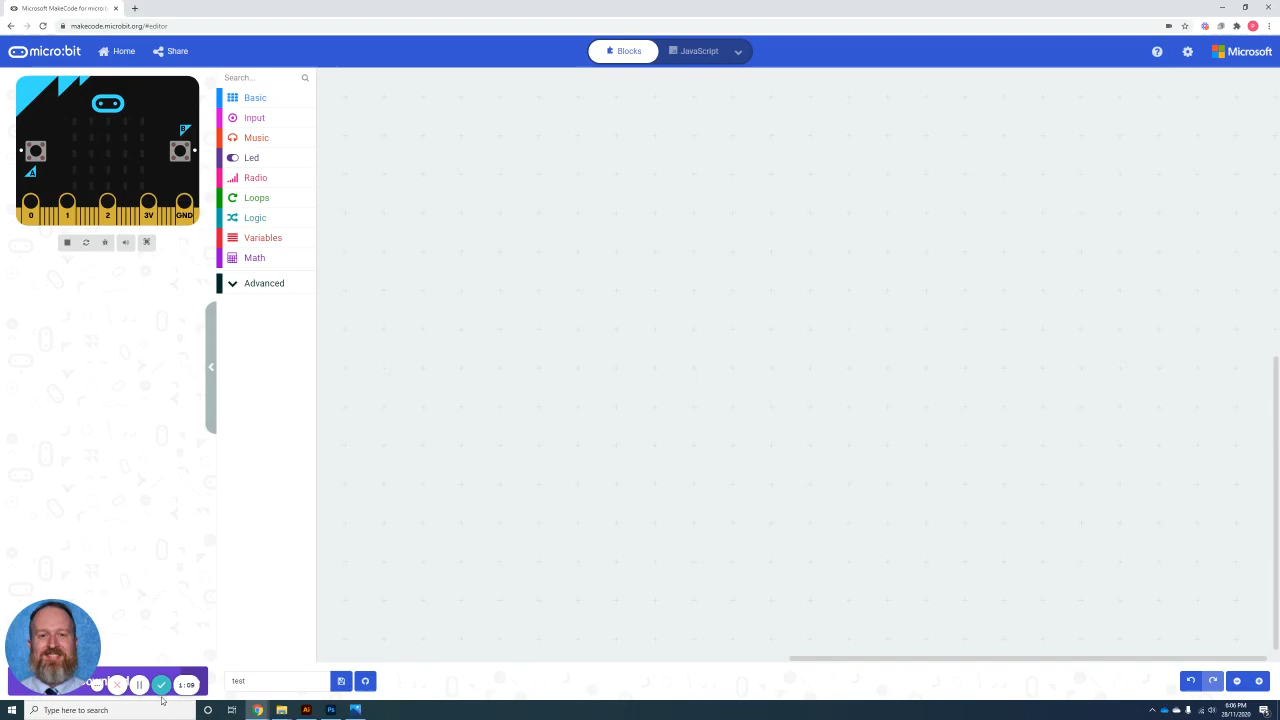 Microsoft MakeCode for micro:b
makecode.microbit.org/#editor
micro:bit Home Share Blocks JavaScript Microsoft
Search...
Basic
Input
Music
Led
Radio
Loops
Logic
Variables
Math
Advanced
B
A
0 1 2 3V GND
1:09
test
Type here to search
6:06 PM
28/11/2020